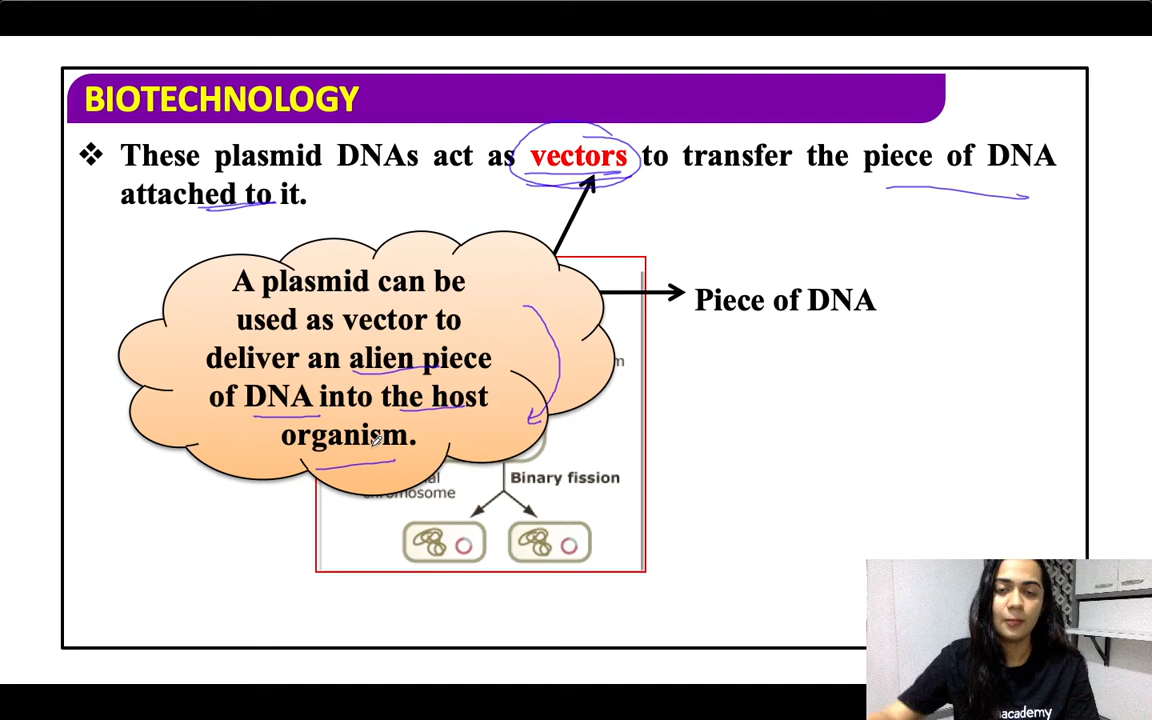 BIOTECHNOLOGY
❖ These plasmid DNAs act as vectors to transfer the piece of DNA
attached to it.
A plasmid can be
used as vector to
deliver an alien piece
of DNA into the host
organism.
Piece of DNA
Binary fission
academy